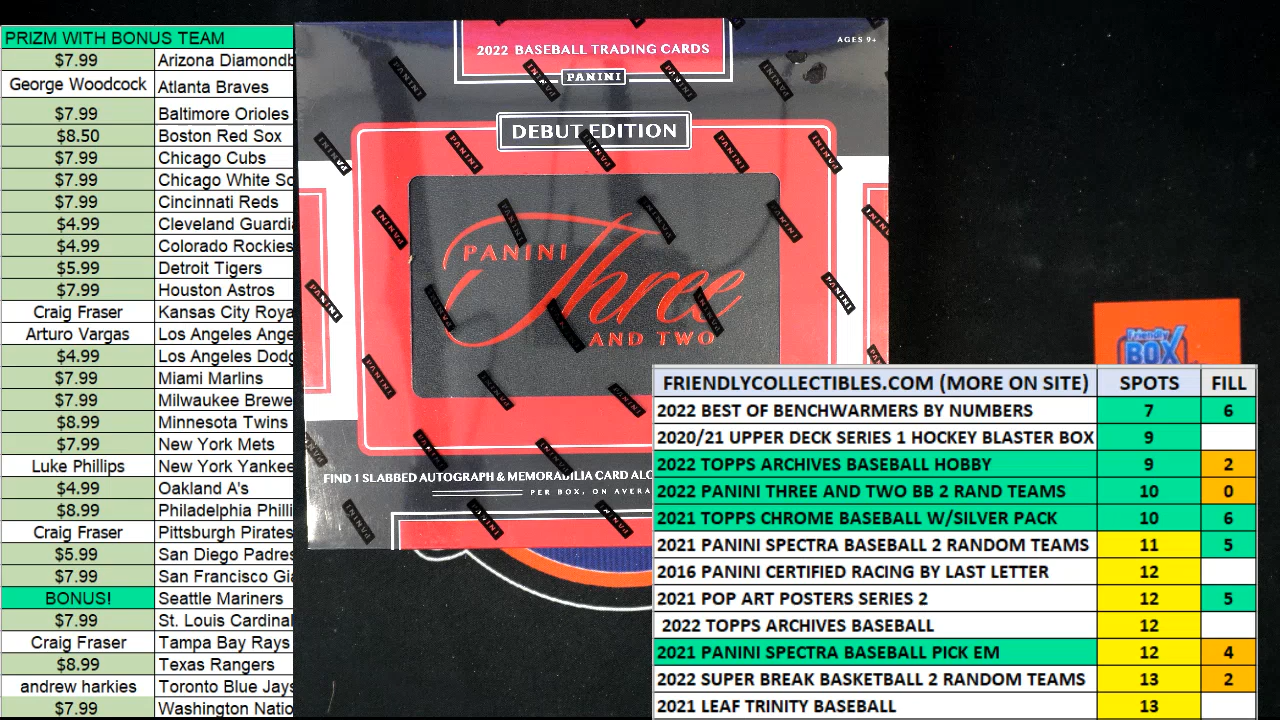 PRIZM WITH BONUS TEAM
$7.99 Arizona Diamondb
George Woodcock Atlanta Braves
$7.99 Baltimore Orioles
$8.50 Boston Red Sox
$7.99 Chicago Cubs
$7.99 Chicago White So
$7.99 Cincinnati Reds
$4.99 Cleveland Guardi
$4.99 Colorado Rockies
$5.99 Detroit Tigers
$7.99 Houston Astros
Craig Fraser Kansas City Roya
Arturo Vargas Los Angeles Ange
$4.99 Los Angeles Dodg
$7.99 Miami Marlins
$7.99 Milwaukee Brewe
$8.99 Minnesota Twins
$7.99 New York Mets
Luke Phillips New York Yankee
$4.99 Oakland A's
$8.99 Philadelphia Philli
Craig Fraser Pittsburgh Pirates
$5.99 San Diego Padres
$7.99 San Francisco Gia
BONUS! Seattle Mariners
$7.99 St. Louis Cardinal
Craig Fraser Tampa Bay Rays
$8.99 Texas Rangers
andrew harkies Toronto Blue Jays
$7.99 Washington Natio
2022 BASEBALL TRADING CARDS
AGES 9+
PANINI
DEBUT EDITION
PANINI
Three
AND TWO
FIND 1 SLABBED AUTOGRAPH & MEMORABILIA CARD ALO
PER BOX, ON AVERA
Friendly
BOX
FRIENDLYCOLLECTIBLES.COM (MORE ON SITE) SPOTS FILL
2022 BEST OF BENCHWARMERS BY NUMBERS 7 6
2020/21 UPPER DECK SERIES 1 HOCKEY BLASTER BOX 9
2022 TOPPS ARCHIVES BASEBALL HOBBY 9 2
2022 PANINI THREE AND TWO BB 2 RAND TEAMS 10 0
2021 TOPPS CHROME BASEBALL W/SILVER PACK 10 6
2021 PANINI SPECTRA BASEBALL 2 RANDOM TEAMS 11 5
2016 PANINI CERTIFIED RACING BY LAST LETTER 12
2021 POP ART POSTERS SERIES 2 12 5
2022 TOPPS ARCHIVES BASEBALL 12
2021 PANINI SPECTRA BASEBALL PICK EM 12 4
2022 SUPER BREAK BASKETBALL 2 RANDOM TEAMS 13 2
2021 LEAF TRINITY BASEBALL 13